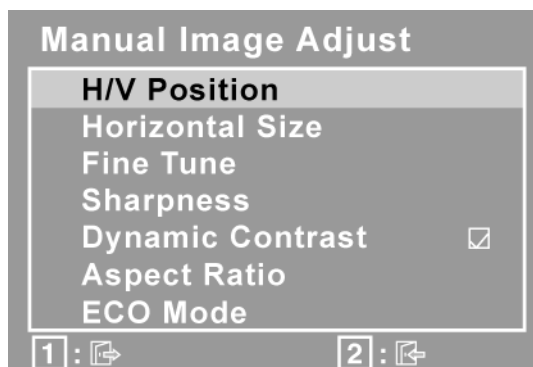 Manual Image Adjust
H/V Position
Horizontal Size
Fine Tune
Sharpness
Dynamic Contrast
Aspect Ratio
ECO Mode
1: 2: